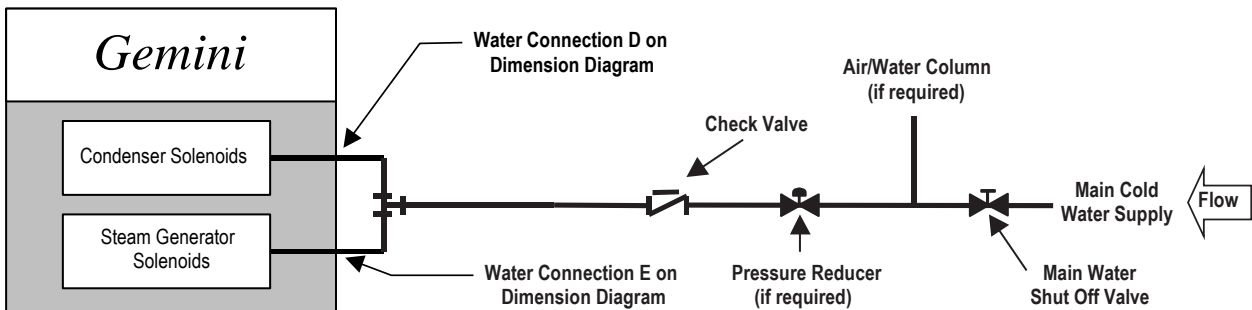 Gemini
Condenser Solenoids
Steam Generator
Solenoids
Water Connection D on
Dimension Diagram
Water Connection E on
Dimension Diagram
Check Valve
Pressure Reducer
(if required)
Air/Water Column
(if required)
Main Water
Shut Off Valve
Main Cold
Water Supply
Flow